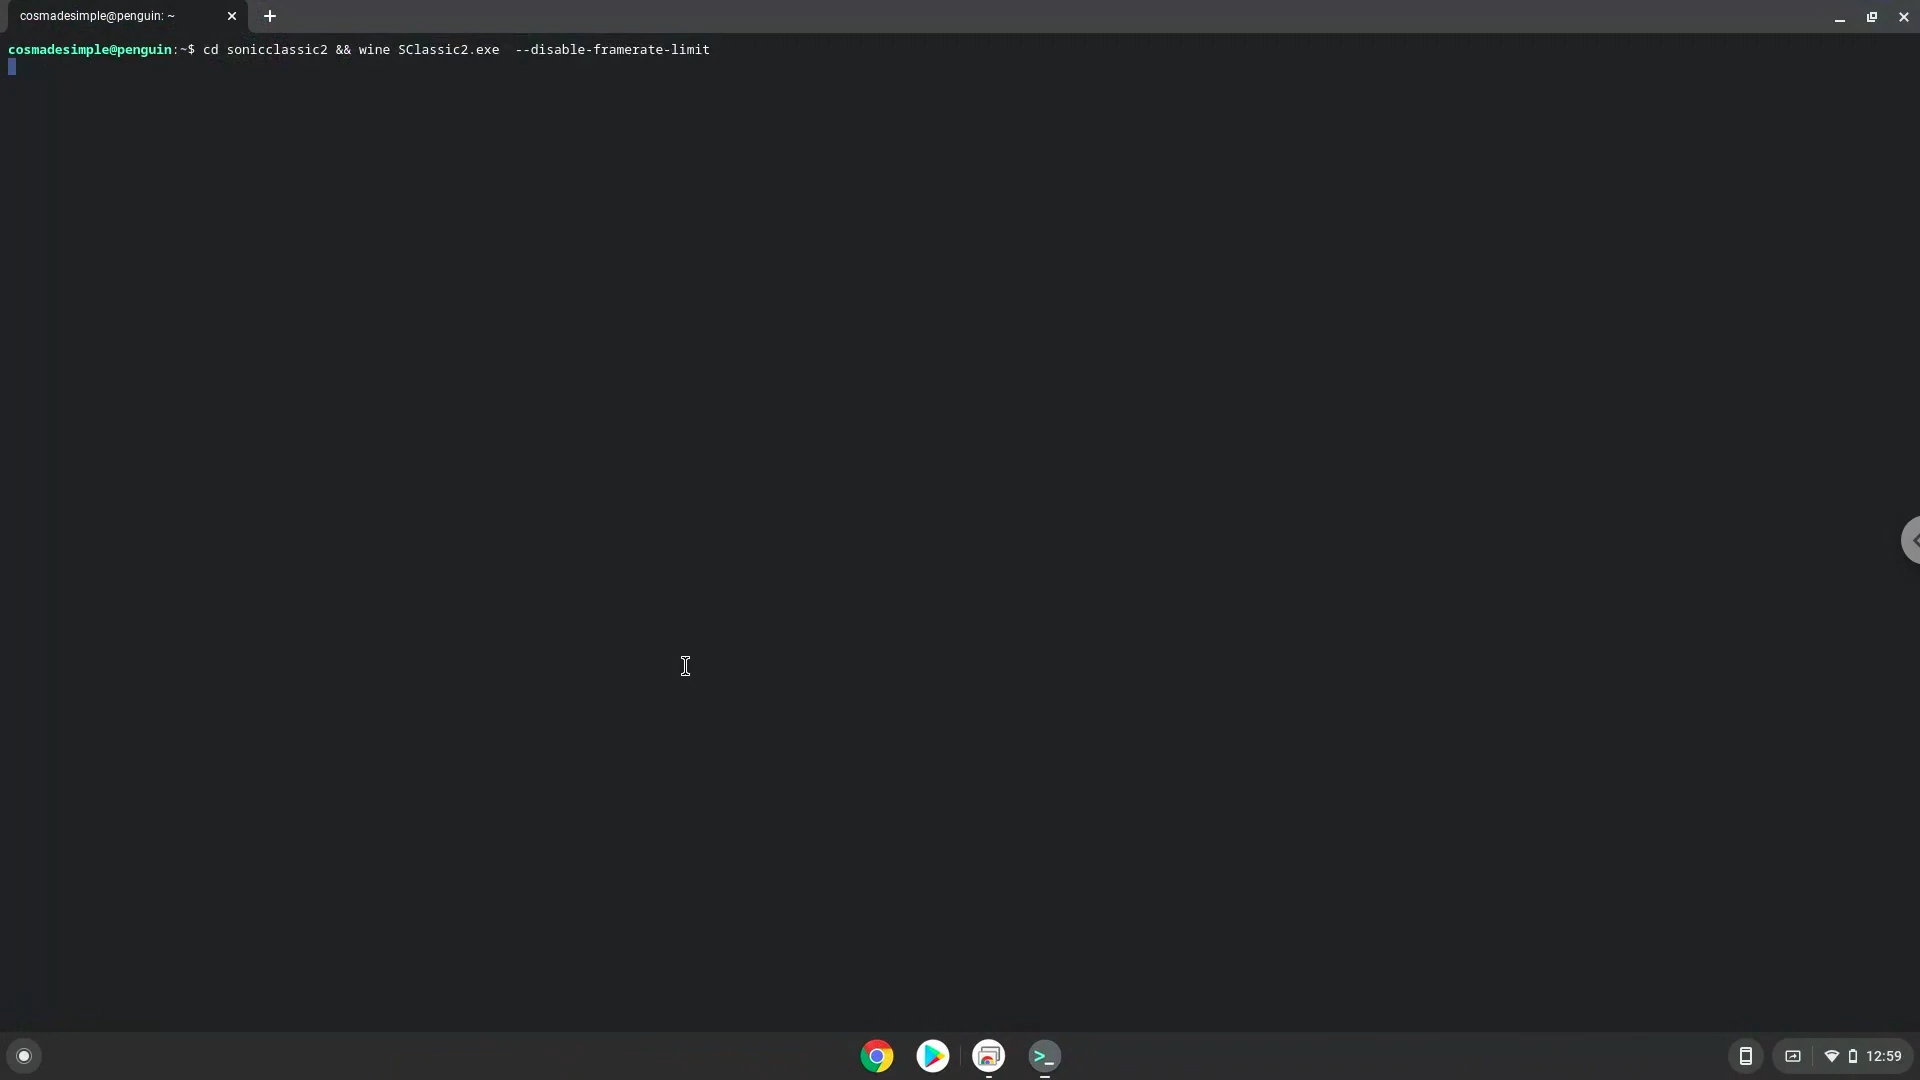 cosmadesimple@penguin: ~
cosmadesimple@penguin:~$ cd sonicclassic2 && wine SClassic2.exe  --disable-framerate-limit
>_
12:59